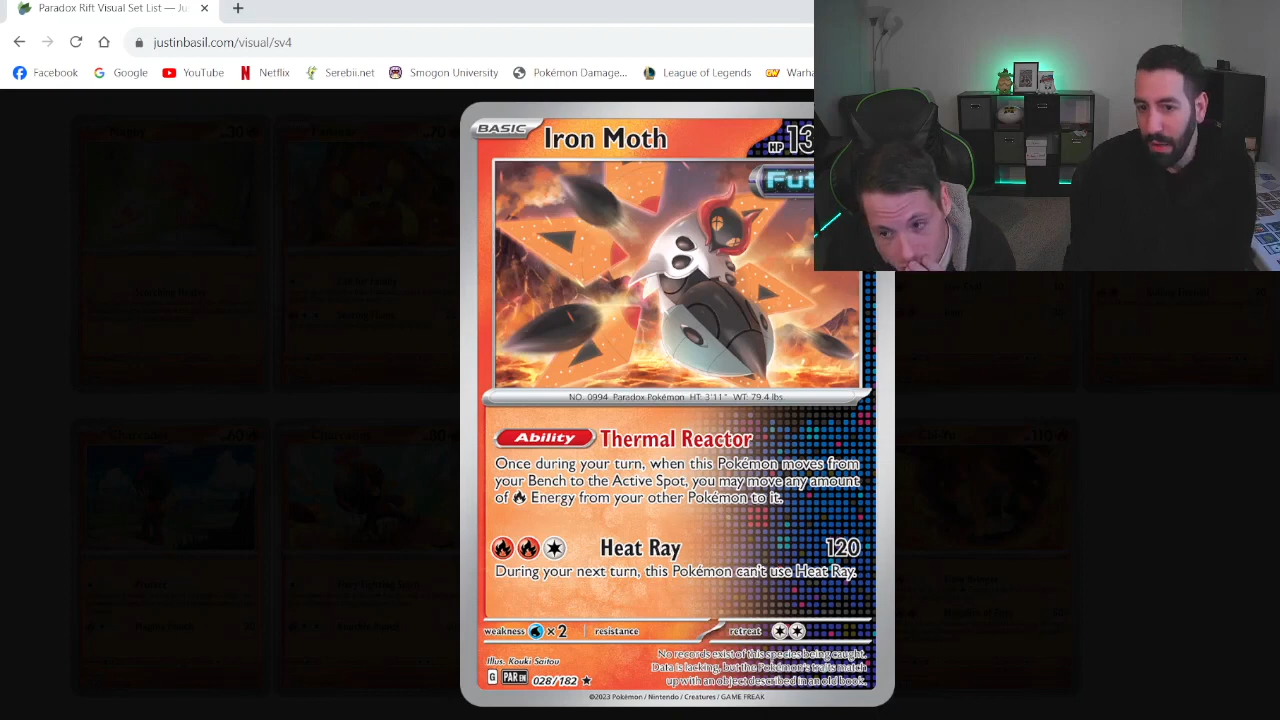 Paradox Rift Visual Set List — Jus
justinbasil.com/visual/sv4
Facebook Google YouTube Netflix Serebii.net Smogon University Pokémon Damage... League of Legends Warha
BASIC Iron Moth HP 13
Fut
NO. 0994 Paradox Pokémon HT: 3'11" WT: 79.4 lbs.
Ability Thermal Reactor
Once during your turn, when this Pokémon moves from
your Bench to the Active Spot, you may move any amount
of Energy from your other Pokémon to it.
Heat Ray 120
During your next turn, this Pokémon can't use Heat Ray.
weakness ×2 resistance retreat
Illus. Kouki Saitou
No records exist of this species being caught.
Data is lacking, but the Pokémon's traits match
up with an object described in an old book.
G PAR EN 028/182
©2023 Pokémon / Nintendo / Creatures / GAME FREAK